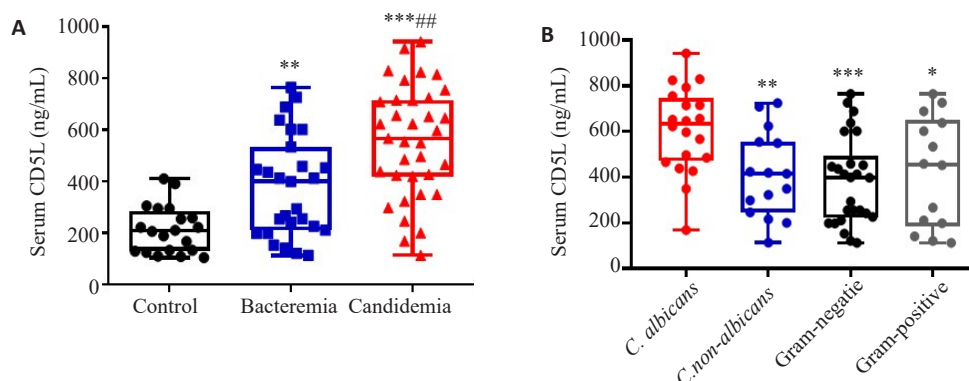 A
Serum CD5L (ng/mL)
1000
800
600
400
200
0
**
***##
Control
Bacteremia
Candidemia
B
Serum CD5L (ng/mL)
1000
800
600
400
200
0
**
***
*
C. albicans
C.non-albicans
Gram-negatie
Gram-positive